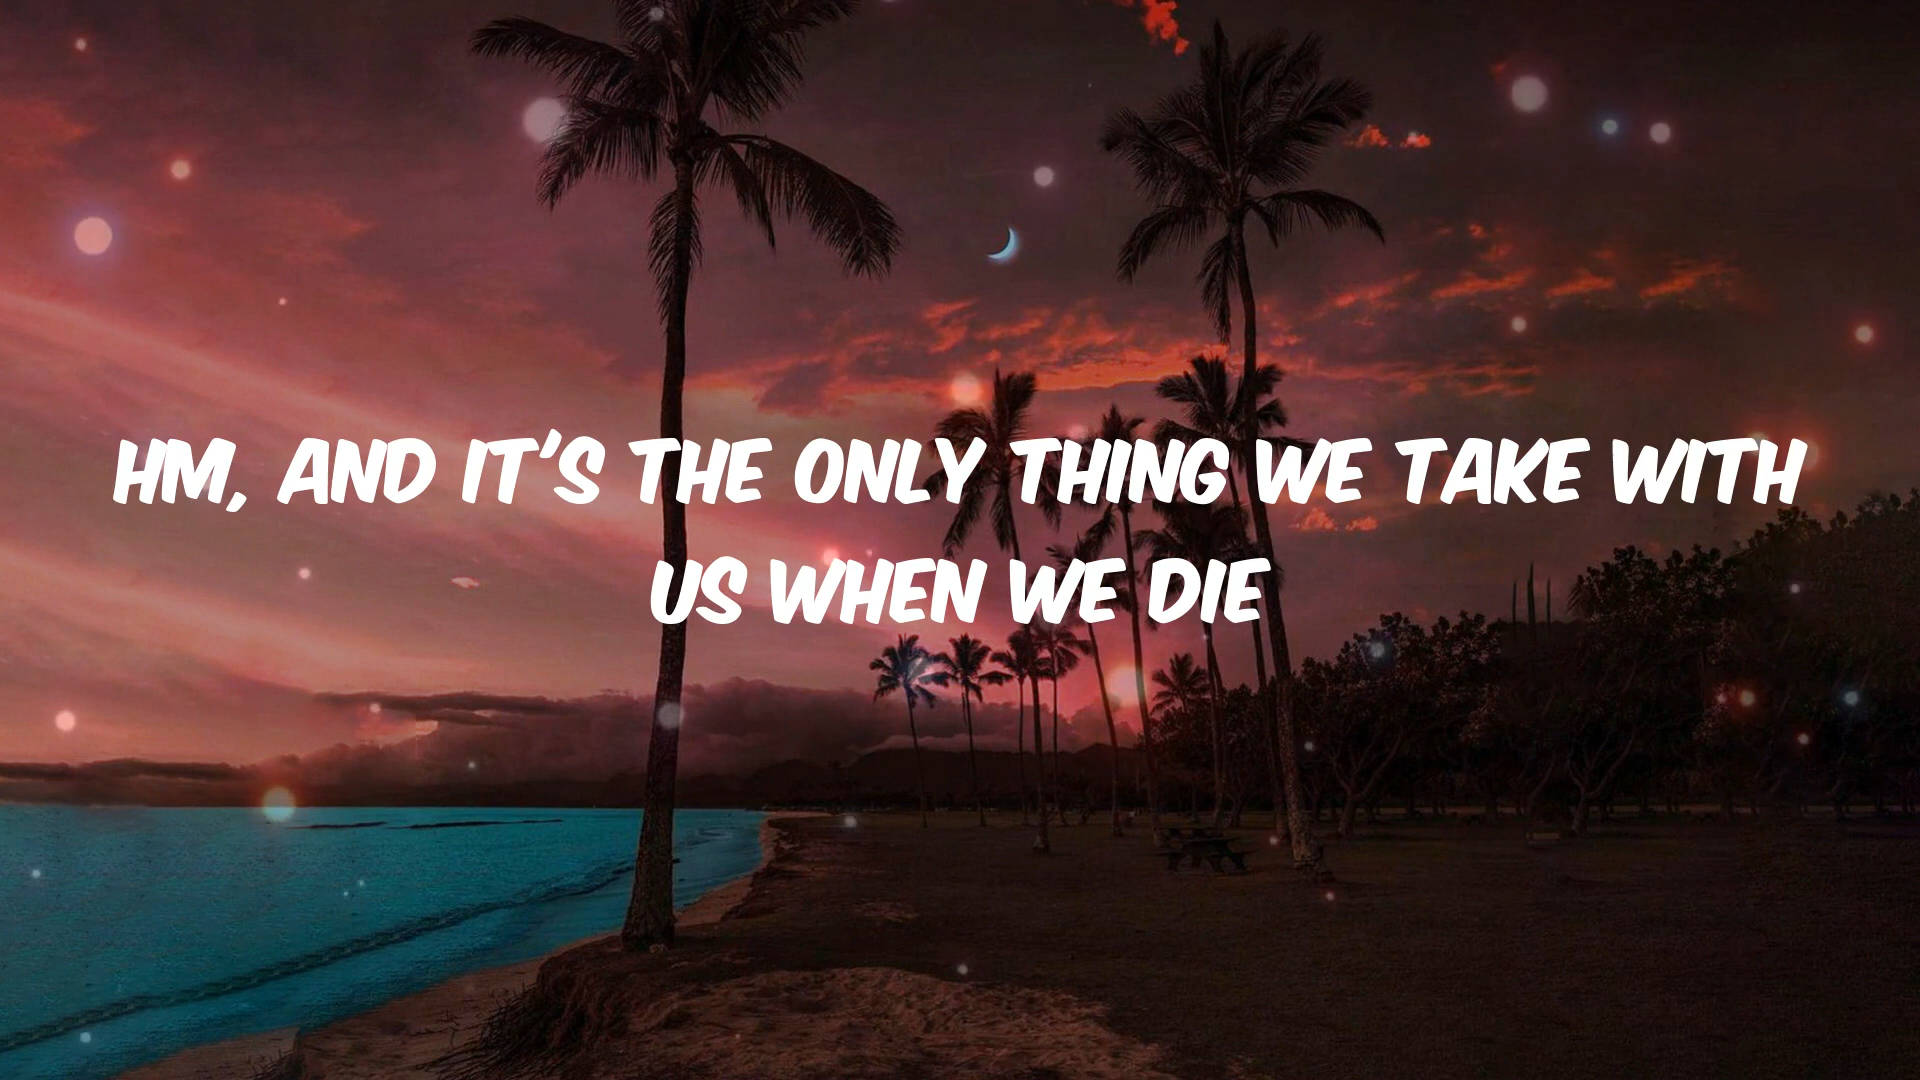 HM, AND IT'S THE ONLY THING WE TAKE WITH
US WHEN WE DIE